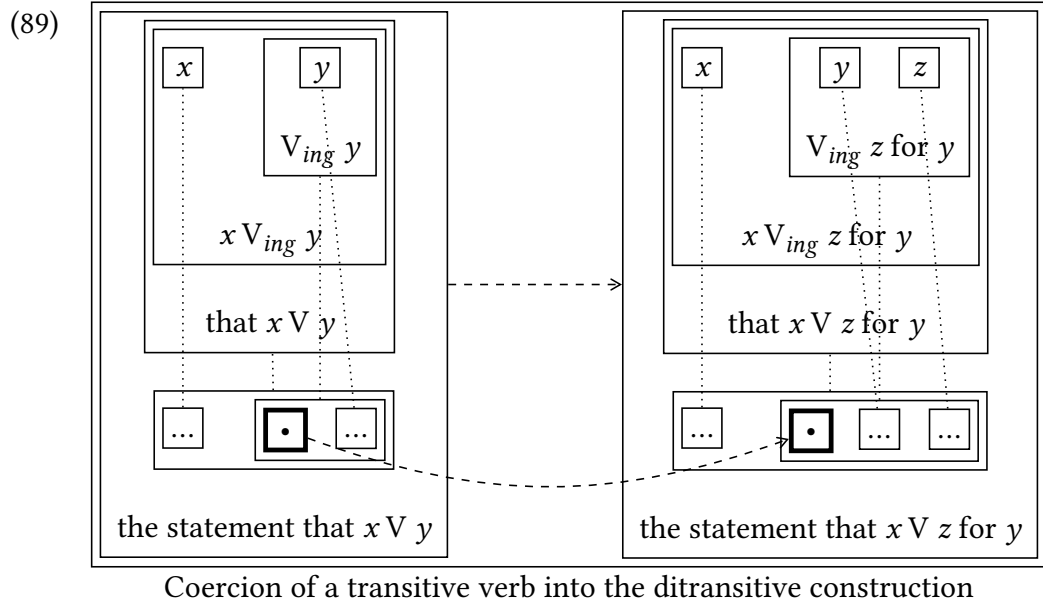 (89)
x
y
V_ing y
x V_ing y
that x V y
...
•
...
the statement that x V y
x
y
z
V_ing z for y
x V_ing z for y
that x V z for y
...
•
...
...
the statement that x V z for y
Coercion of a transitive verb into the ditransitive construction